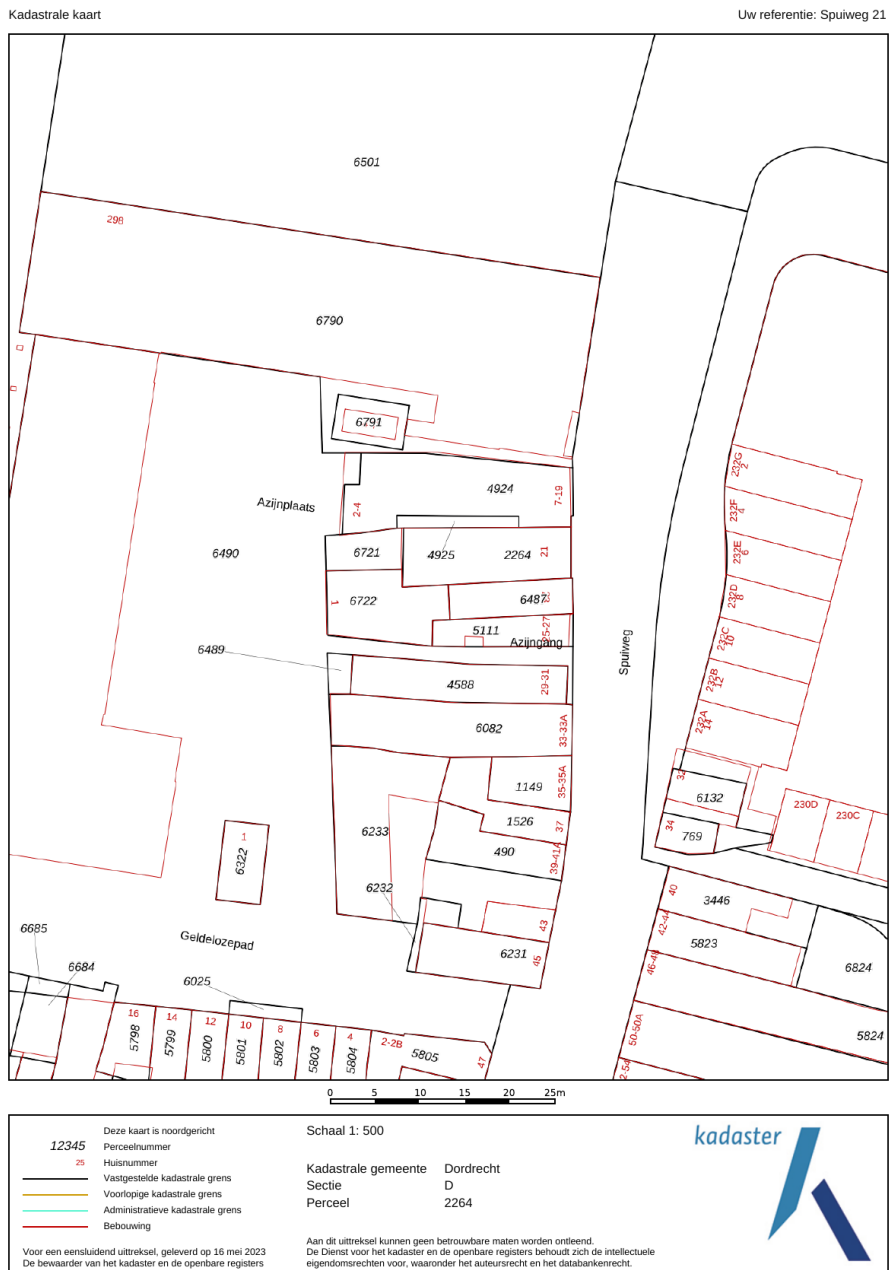 Kadastrale kaart
Uw referentie: Spuiweg 21
6501
298
6790
6791
232G
2
Azijnplaats
2-4
4924
7-19
232F
4
6490
6721
4925
2264
21
232E
6
1
6722
6487
232D
8
5111
25-27
Azijngang
Spuiweg
232C
10
6489
4588
29-31
232B
12
6082
33-33A
232A
14
1149
35-35A
32
6132
230D
230C
6233
1526
37
34
769
1
6322
490
39-41A
6232
40
3446
6685
Geldelozepad
43
42-44
5823
6684
6231
45
46-48
6824
6025
16
14
12
10
8
6
4
2-2B
5798
5799
5800
5801
5802
5803
5804
5805
47
50-50A
5824
2-54
0 5 10 15 20 25m
Deze kaart is noordgericht
12345 Perceelnummer
25 Huisnummer
Vastgestelde kadastrale grens
Voorlopige kadastrale grens
Administratieve kadastrale grens
Bebouwing
Voor een eensluidend uittreksel, geleverd op 16 mei 2023
De bewaarder van het kadaster en de openbare registers
Schaal 1: 500
Kadastrale gemeente Dordrecht
Sectie D
Perceel 2264
Aan dit uittreksel kunnen geen betrouwbare maten worden ontleend.
De Dienst voor het kadaster en de openbare registers behoudt zich de intellectuele
eigendomsrechten voor, waaronder het auteursrecht en het databankenrecht.
kadaster